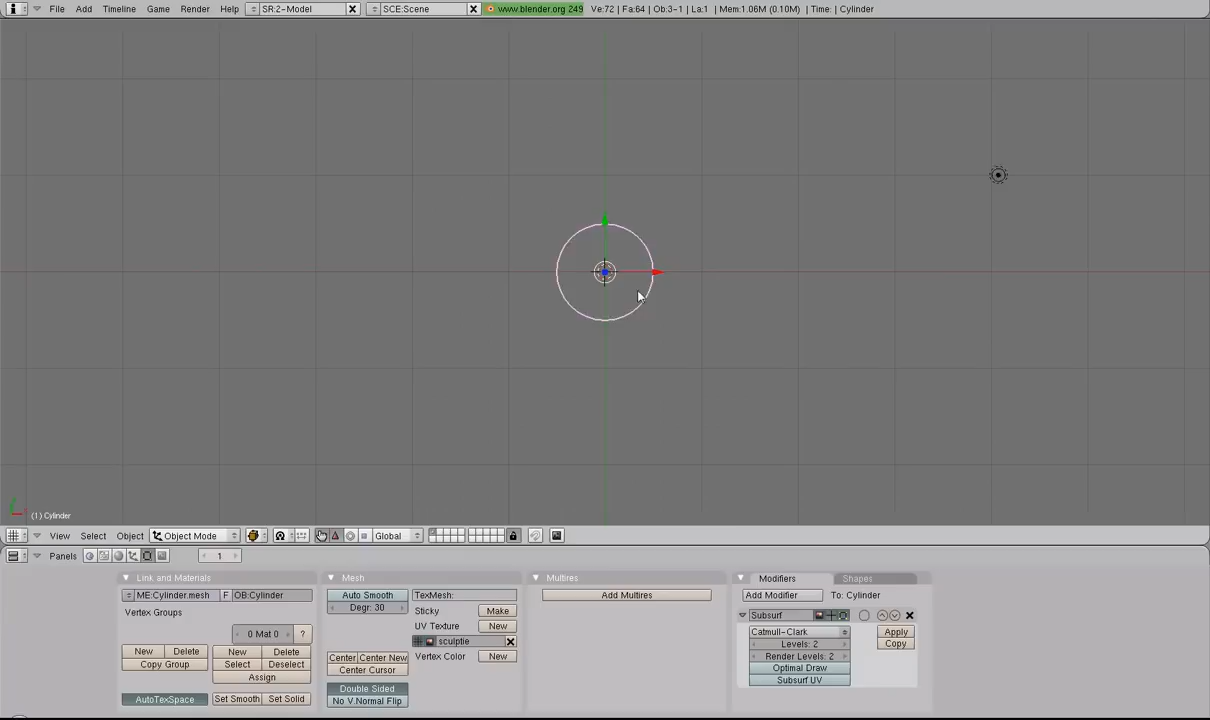 File Add Timeline Game Render Help SR:2-Model SCE:Scene www.blender.org 249 Ve:72 | Fa:64 | Ob:3-1 | La:1 | Mem:1.06M (0.10M) | Time: | Cylinder
(1) Cylinder
View Select Object Object Mode Global
Panels 1
Link and Materials Mesh Multires Modifiers Shapes
ME:Cylinder.mesh F OB:Cylinder Auto Smooth TexMesh: Add Multires Add Modifier To: Cylinder
Vertex Groups Degr: 30 Sticky Make Subsurf
UV Texture New Catmull-Clark Apply
0 Mat 0 ? sculptie Levels: 2 Copy
New Delete New Delete Center Center New Vertex Color New Render Levels: 2
Copy Group Select Deselect Center Cursor Optimal Draw
Assign Subsurf UV
Double Sided
AutoTexSpace Set Smooth Set Solid No V.Normal Flip